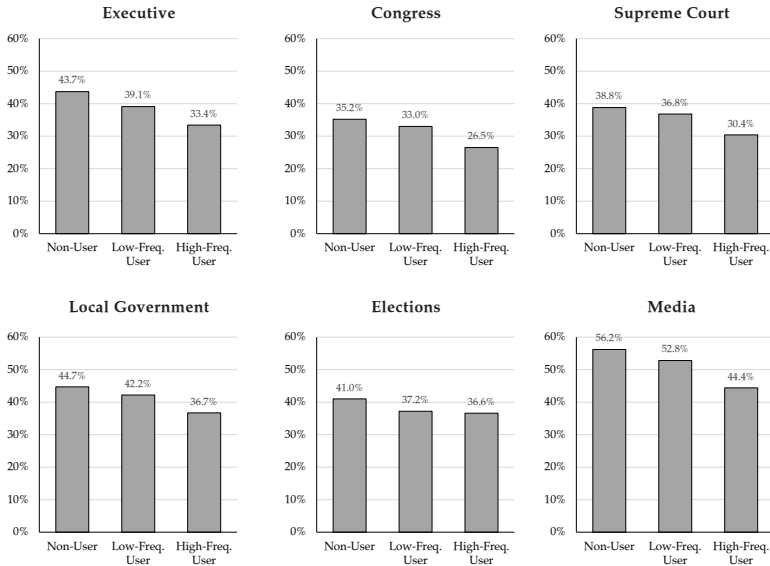 Executive
60%
50%
40%
30%
20%
10%
0%
43.7%
39.1%
33.4%
Non-User
Low-Freq.
User
High-Freq.
User
Congress
60%
50%
40%
30%
20%
10%
0%
35.2%
33.0%
26.5%
Non-User
Low-Freq.
User
High-Freq.
User
Supreme Court
60%
50%
40%
30%
20%
10%
0%
38.8%
36.8%
30.4%
Non-User
Low-Freq.
User
High-Freq.
User
Local Government
60%
50%
40%
30%
20%
10%
0%
44.7%
42.2%
36.7%
Non-User
Low-Freq.
User
High-Freq.
User
Elections
60%
50%
40%
30%
20%
10%
0%
41.0%
37.2%
36.6%
Non-User
Low-Freq.
User
High-Freq.
User
Media
60%
50%
40%
30%
20%
10%
0%
56.2%
52.8%
44.4%
Non-User
Low-Freq.
User
High-Freq.
User